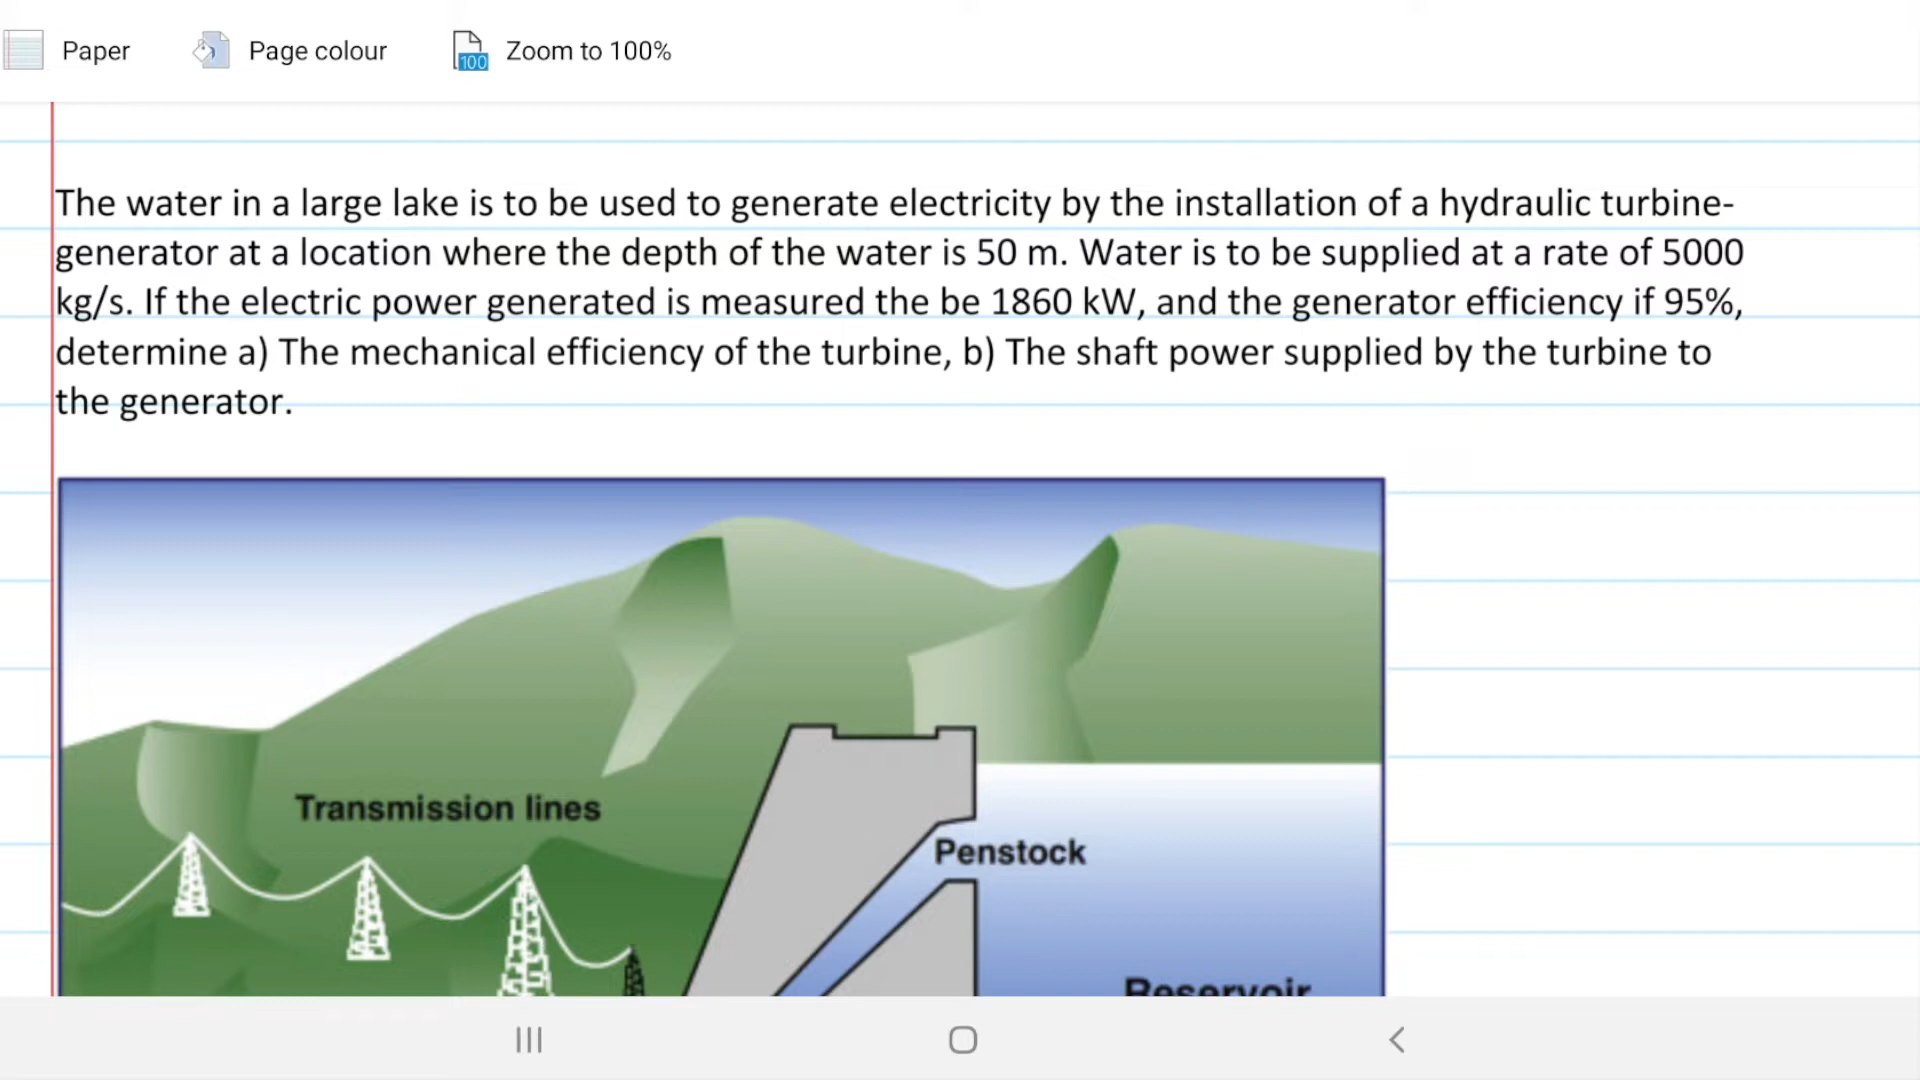 Paper
Page colour
100
Zoom to 100%
The water in a large lake is to be used to generate electricity by the installation of a hydraulic turbine-
generator at a location where the depth of the water is 50 m. Water is to be supplied at a rate of 5000
kg/s. If the electric power generated is measured the be 1860 kW, and the generator efficiency if 95%,
determine a) The mechanical efficiency of the turbine, b) The shaft power supplied by the turbine to
the generator.
Transmission lines
Penstock
Reservoir